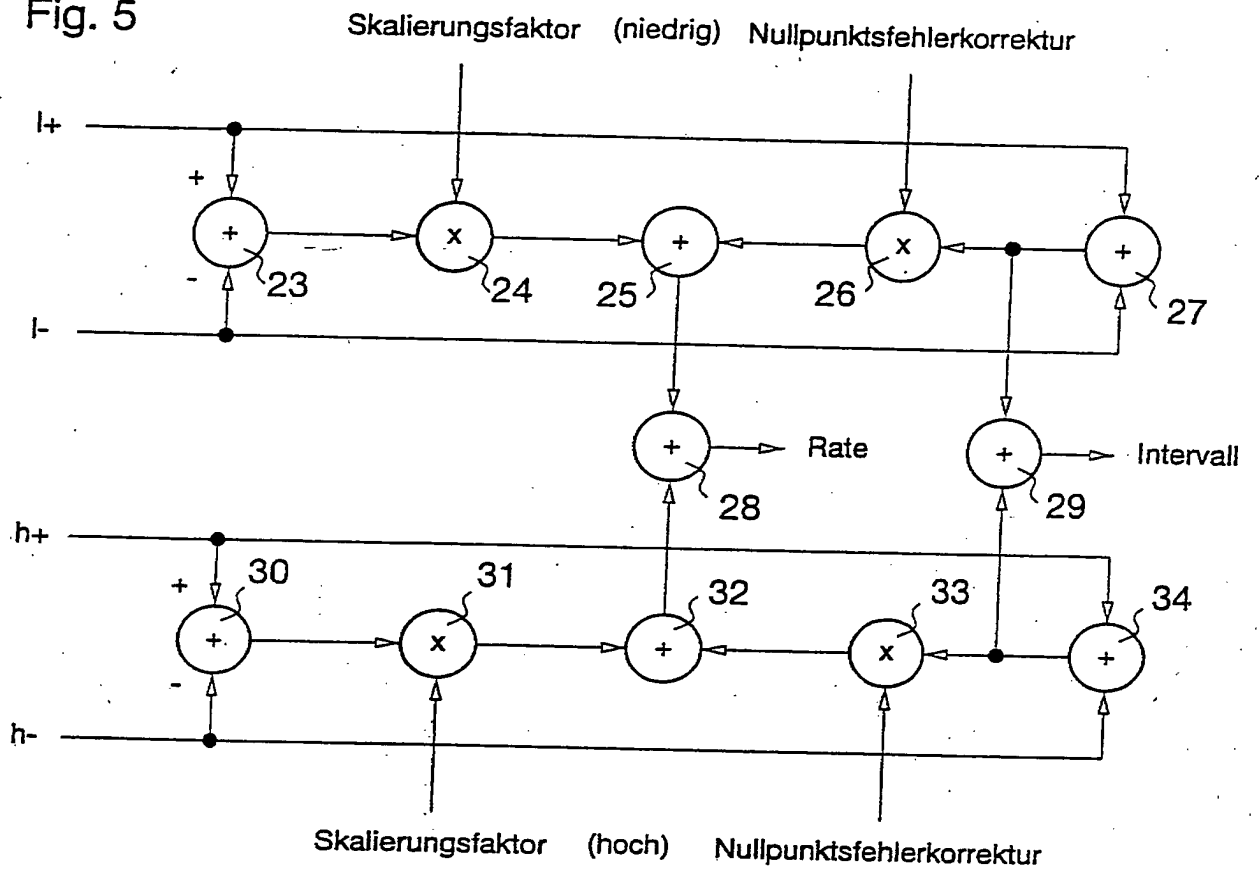 Fig. 5
Skalierungsfaktor (niedrig) Nullpunktsfehlerkorrektur
l+
+
+ x + x +
- 23 24 25 26 27
l-
+ Rate + Intervall
28 29
h+
+ 30 31 32 33 34
+ x + x +
-
h-
Skalierungsfaktor (hoch) Nullpunktsfehlerkorrektur